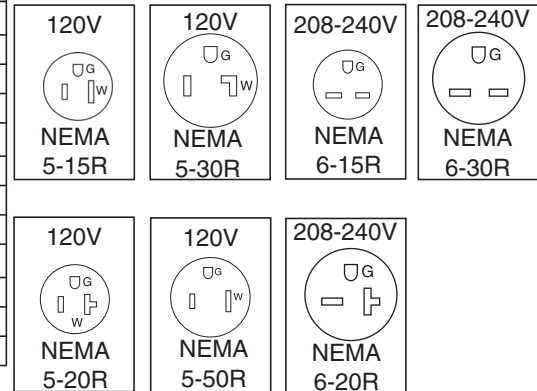 120V
G
W
NEMA
5-15R
120V
G
W
NEMA
5-30R
208-240V
G
NEMA
6-15R
208-240V
G
NEMA
6-30R
120V
G
W
NEMA
5-20R
120V
G
W
NEMA
5-50R
208-240V
G
NEMA
6-20R